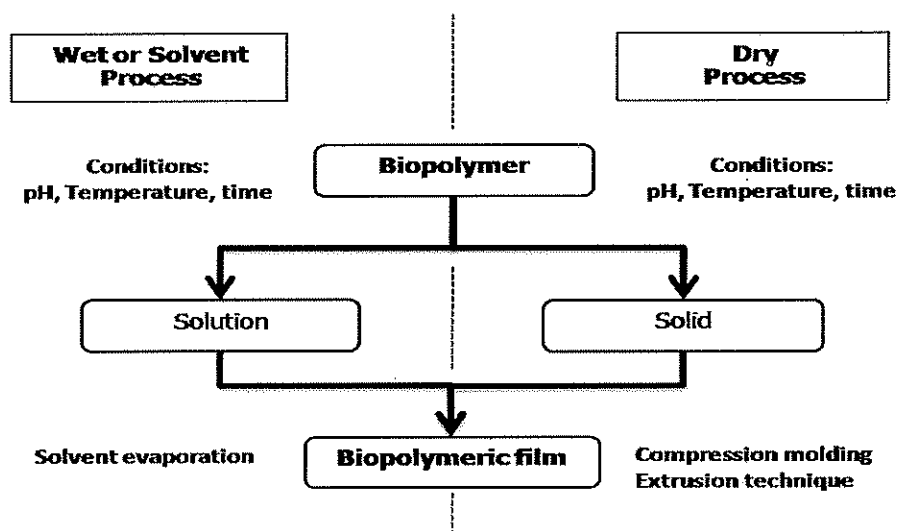 Wet or Solvent
Process
Dry
Process
Conditions:
pH, Temperature, time
Biopolymer
Conditions:
pH, Temperature, time
Solution
Solid
Solvent evaporation
Biopolymeric film
Compression molding
Extrusion technique